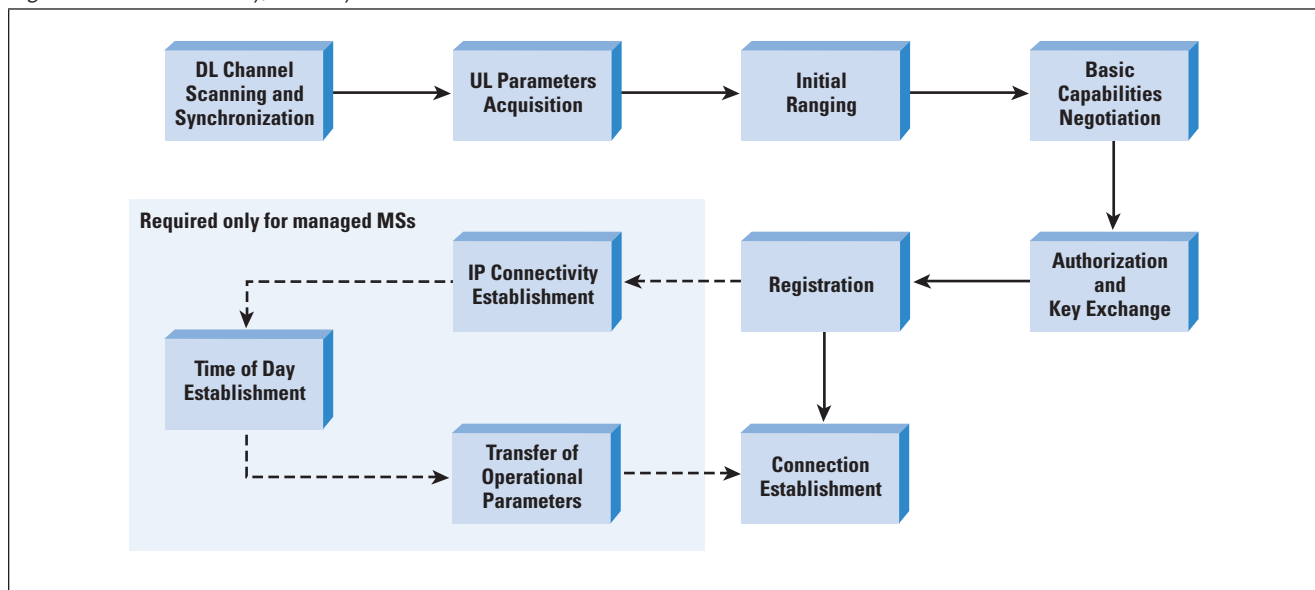 DL Channel
Scanning and
Synchronization
UL Parameters
Acquisition
Initial
Ranging
Basic
Capabilities
Negotiation
Required only for managed MSs
IP Connectivity
Establishment
Registration
Authorization
and
Key Exchange
Time of Day
Establishment
Transfer of
Operational
Parameters
Connection
Establishment